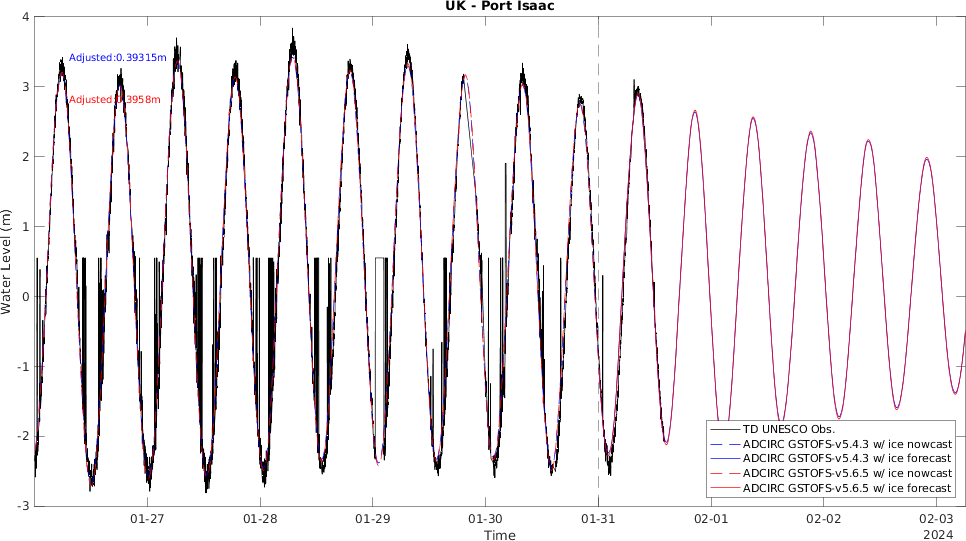 UK - Port Isaac
4
3
2
1
0
-1
-2
-3
Water Level (m)
Adjusted:0.39315m
Adjusted:0.3958m
TD UNESCO Obs.
ADCIRC GSTOFS-v5.4.3 w/ ice nowcast
ADCIRC GSTOFS-v5.4.3 w/ ice forecast
ADCIRC GSTOFS-v5.6.5 w/ ice nowcast
ADCIRC GSTOFS-v5.6.5 w/ ice forecast
01-27 01-28 01-29 01-30 01-31 02-01 02-02 02-03
2024
Time